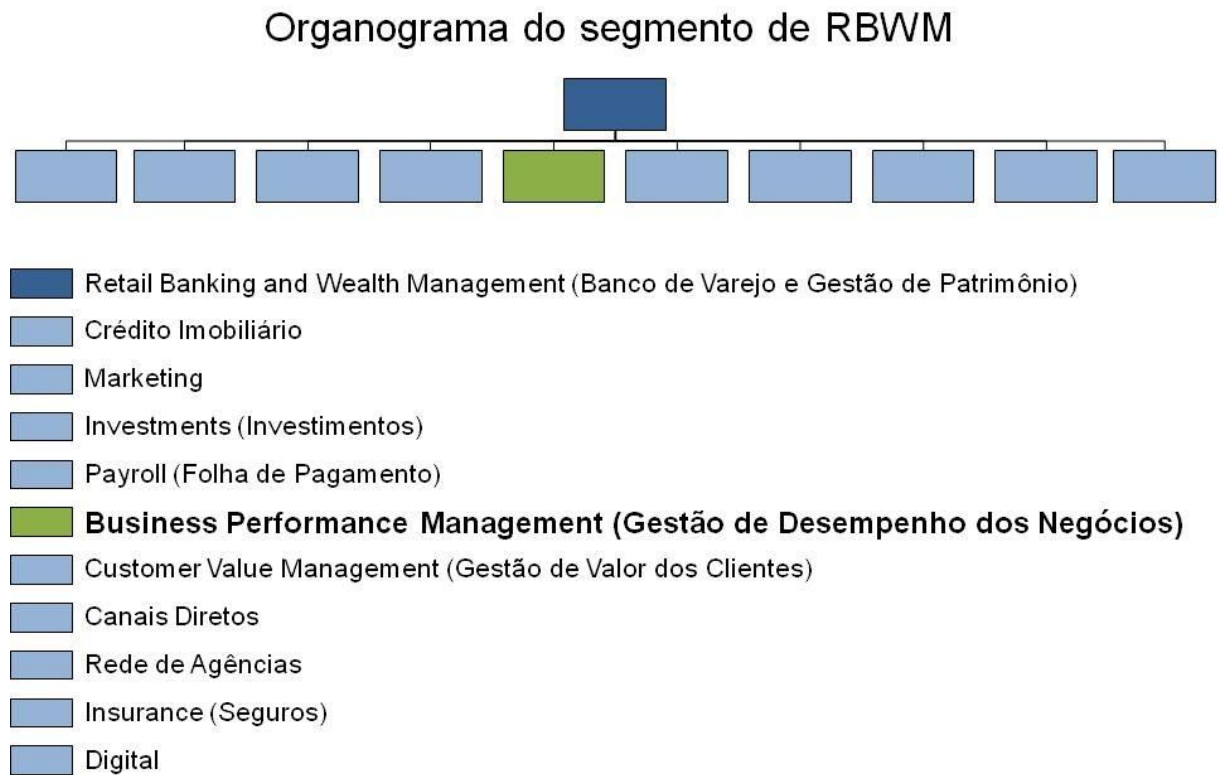 Organograma do segmento de RBWM
Retail Banking and Wealth Management (Banco de Varejo e Gestão de Patrimônio)
Crédito Imobiliário
Marketing
Investments (Investimentos)
Payroll (Folha de Pagamento)
Business Performance Management (Gestão de Desempenho dos Negócios)
Customer Value Management (Gestão de Valor dos Clientes)
Canais Diretos
Rede de Agências
Insurance (Seguros)
Digital